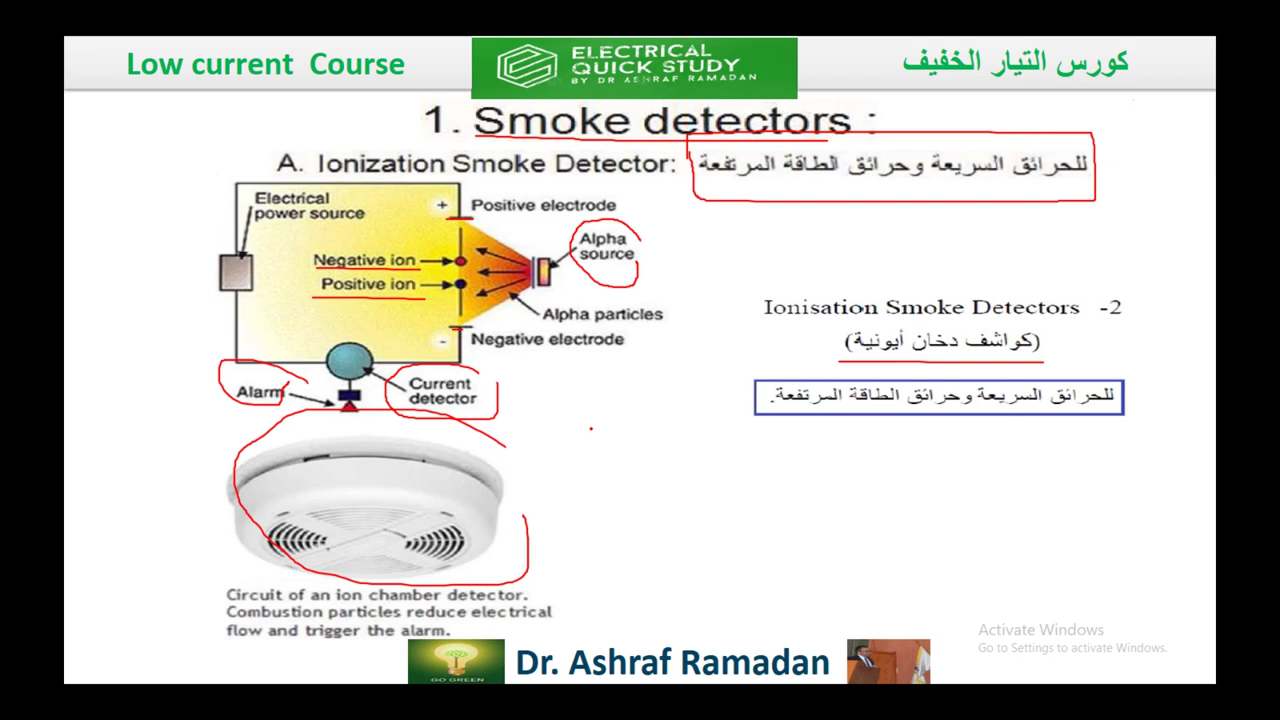 Low current Course
ELECTRICAL
QUICK STUDY
BY DR ASHRAF RAMADAN
كورس التيار الخفيف
1. Smoke detectors :
A. Ionization Smoke Detector: للحرائق السريعة وحرائق الطاقة المرتفعة
Electrical
power source
+
Positive electrode
Alpha
source
Negative ion
Positive ion
Alpha particles
-
Negative electrode
Alarm
Current
detector
Ionisation Smoke Detectors -2
(كواشف دخان أيونية)
للحرائق السريعة وحرائق الطاقة المرتفعة.
Circuit of an ion chamber detector.
Combustion particles reduce electrical
flow and trigger the alarm.
Activate Windows
Go to Settings to activate Windows.
GO GREEN
Dr. Ashraf Ramadan